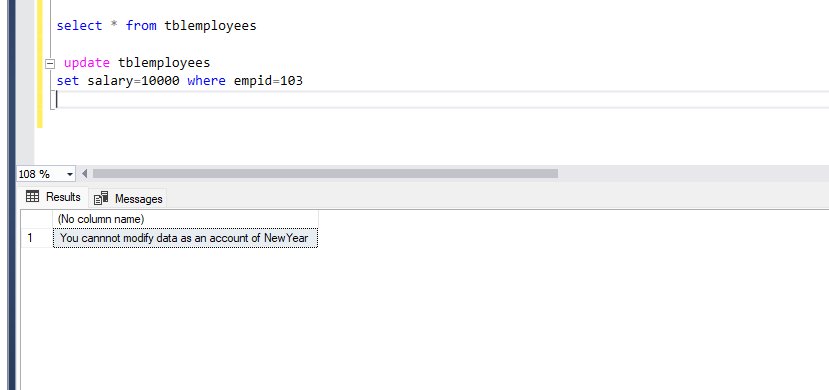 select * from tblemployees
update tblemployees
set salary=10000 where empid=103
108 %
Results Messages
(No column name)
1 You cannnot modify data as an account of NewYear